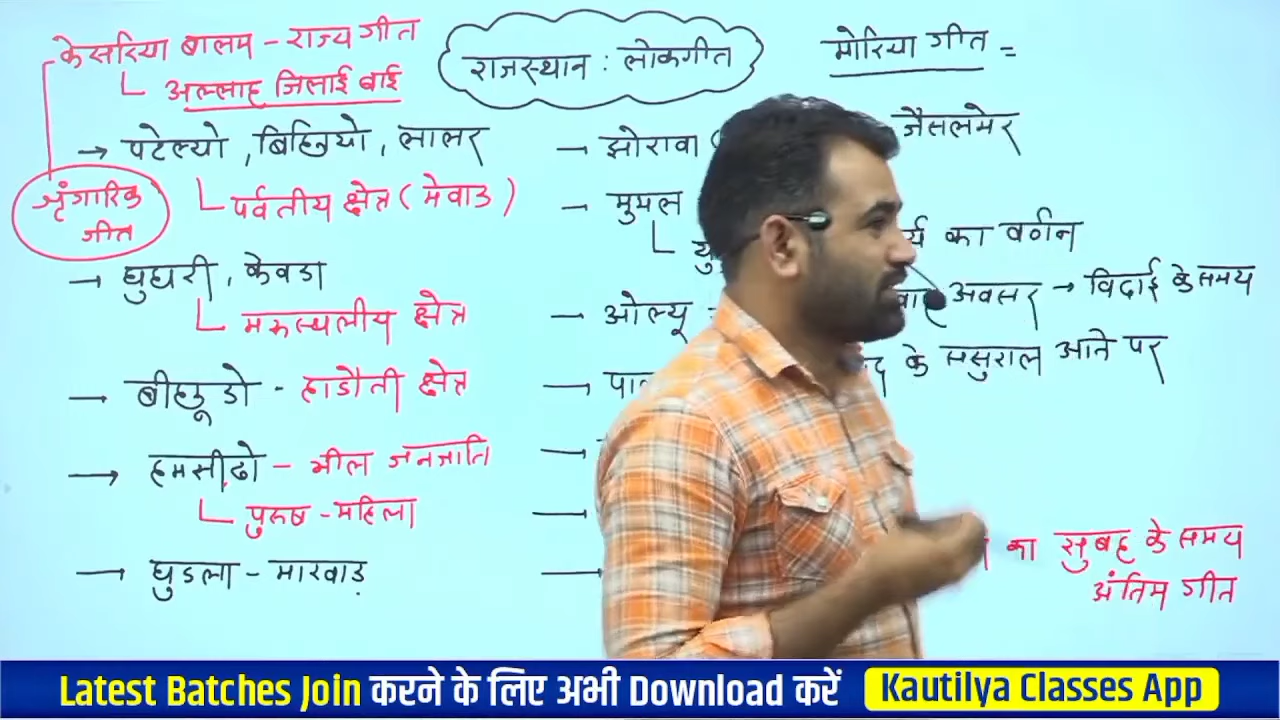 केसरिया बालम - राज्य गीत
अल्लाह जिलाई बाई
→ पटेल्यो, बिछियो, लालर
पर्वतीय क्षेत्र (मेवाड)
शृंगारिक
गीत
→ घुघरी, केवडा
मरुस्थलीय क्षेत्र
→ बीछूडो - हाडौती क्षेत्र
→ हमसीढो - भील जनजाति
पुरुष - महिला
→ घुडला - मारवाड़
राजस्थान : लोकगीत
मोरिया गीत =
झोरावा ( जैसलमेर
मुमल
का वर्णन
ओल्यू अवसर → विदाई के समय
के ससुराल आने पर
का सुबह के समय
अंतिम गीत
Latest Batches Join करने के लिए अभी Download करें Kautilya Classes App